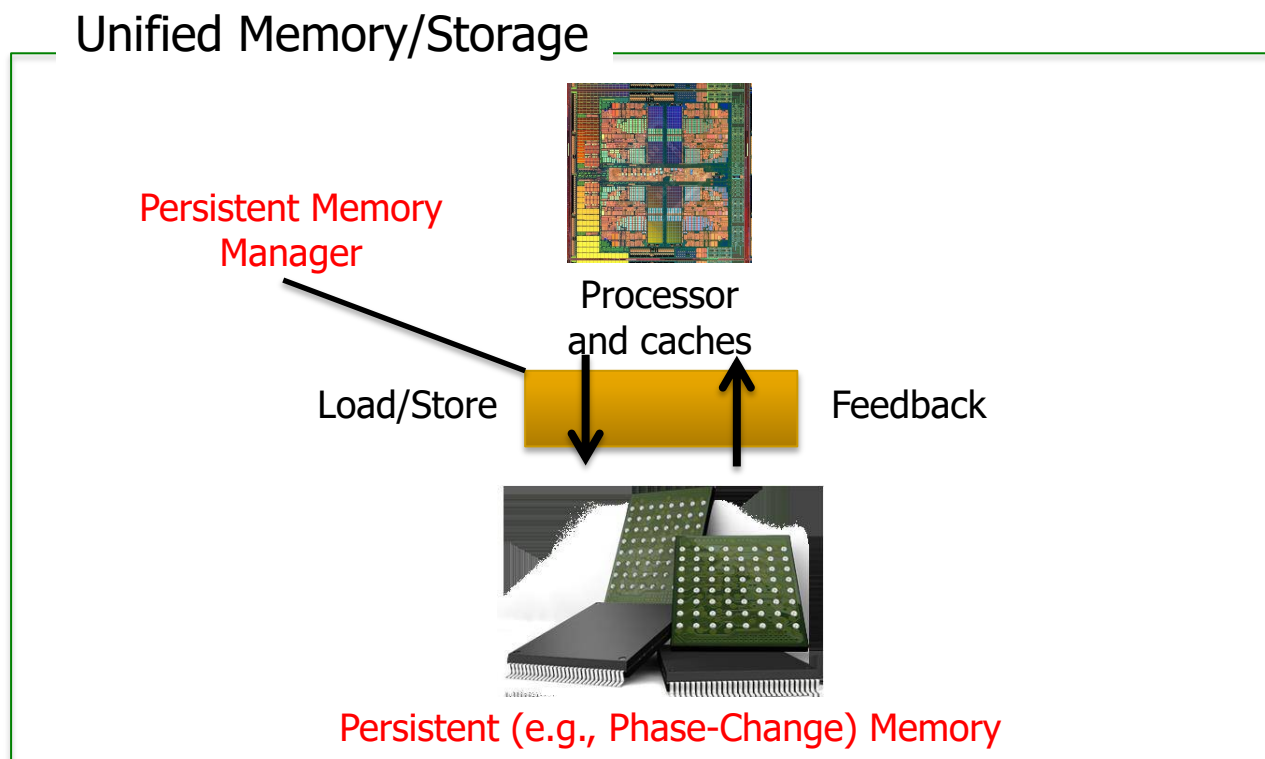 Unified Memory/Storage
Persistent Memory
Manager
Processor
and caches
Load/Store
Feedback
Persistent (e.g., Phase-Change) Memory